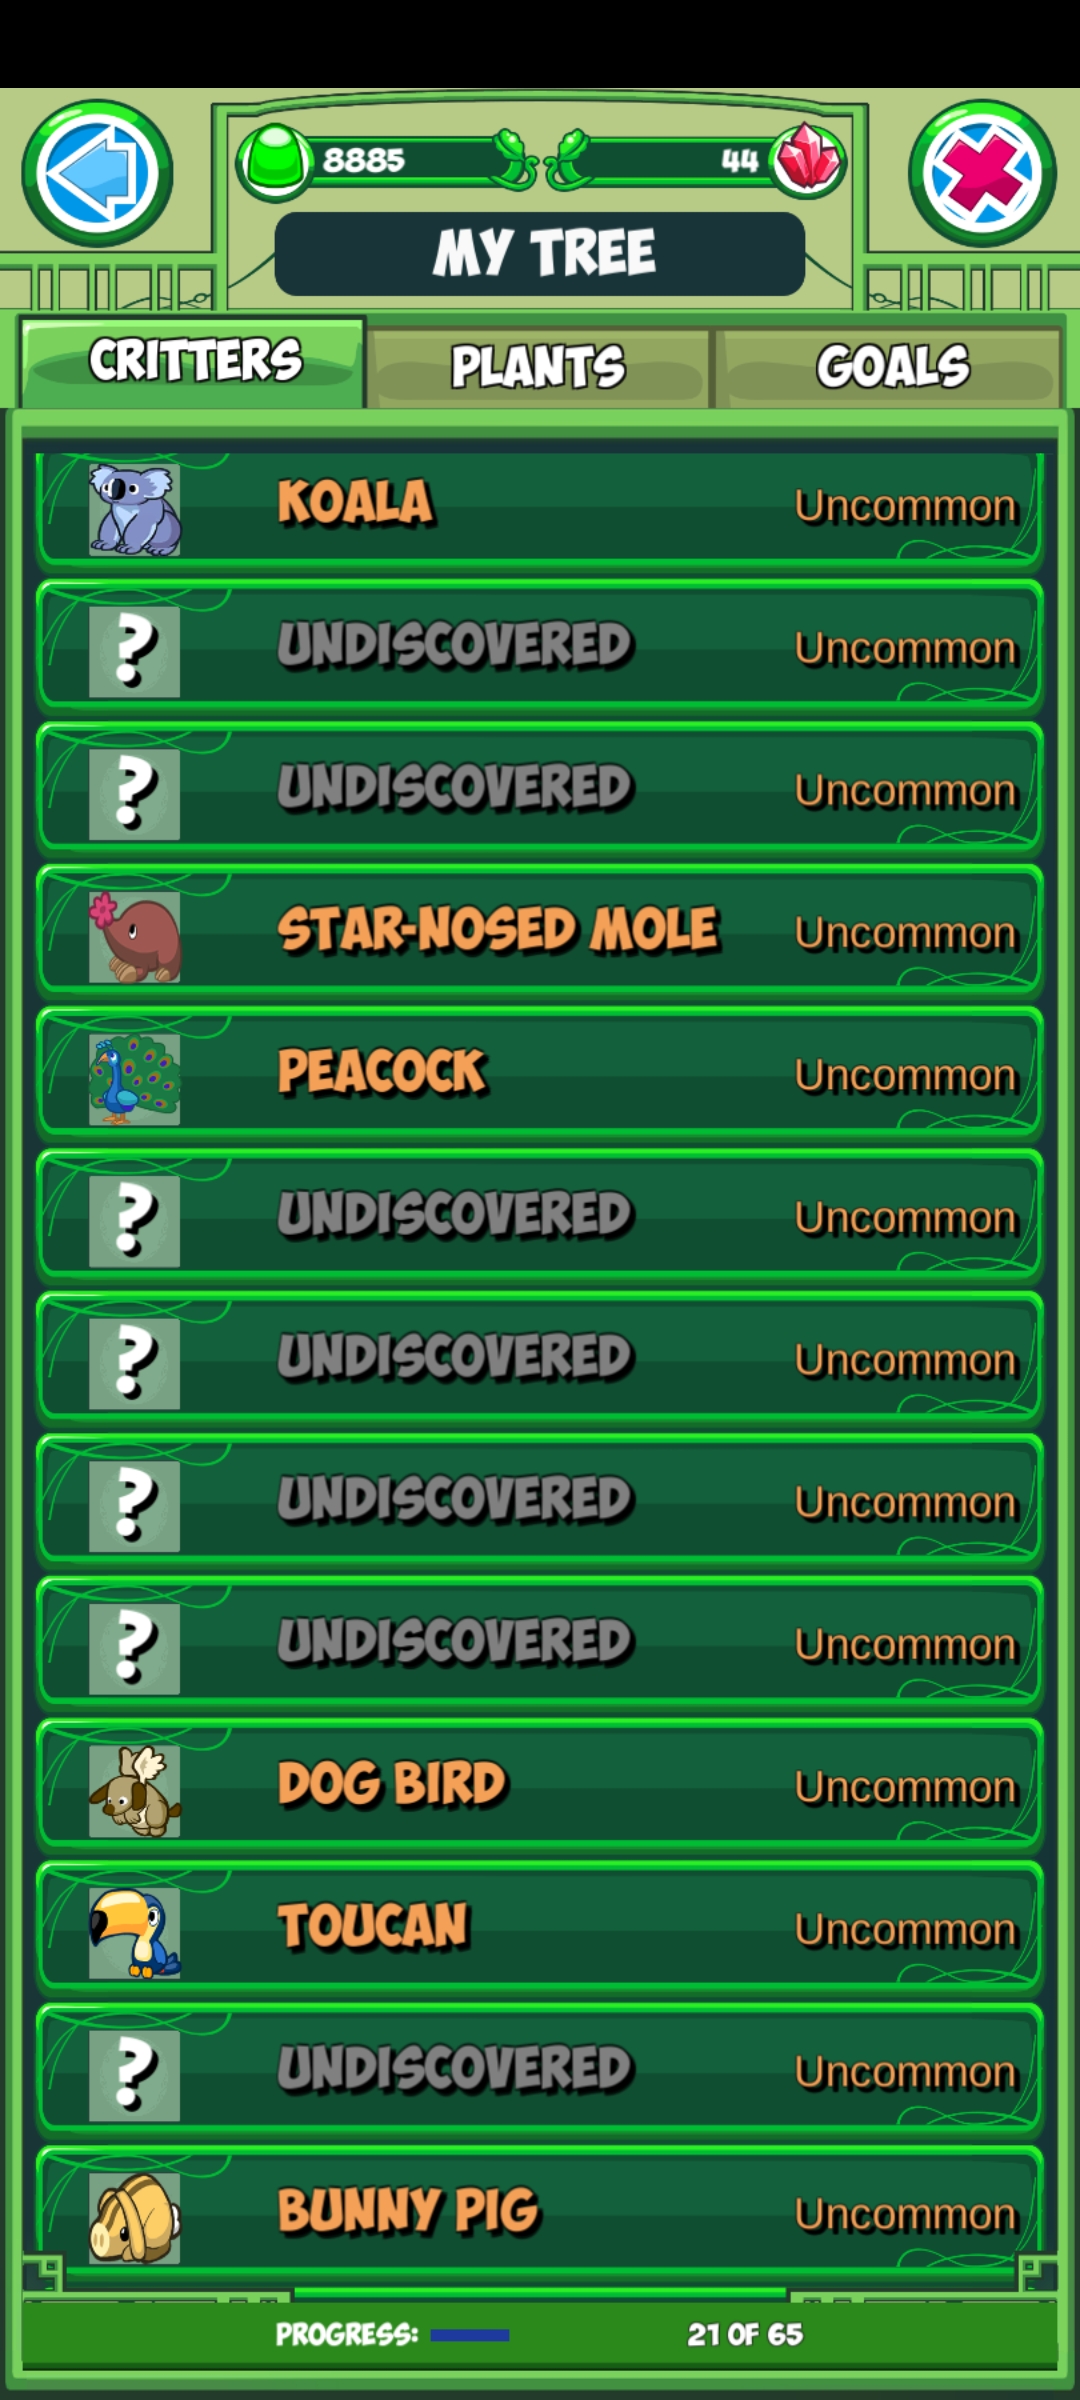 8885
44
MY TREE
CRITTERS PLANTS GOALS
KOALA Uncommon
? UNDISCOVERED Uncommon
? UNDISCOVERED Uncommon
STAR-NOSED MOLE Uncommon
PEACOCK Uncommon
? UNDISCOVERED Uncommon
? UNDISCOVERED Uncommon
? UNDISCOVERED Uncommon
? UNDISCOVERED Uncommon
DOG BIRD Uncommon
TOUCAN Uncommon
? UNDISCOVERED Uncommon
BUNNY PIG Uncommon
PROGRESS: 21 OF 65